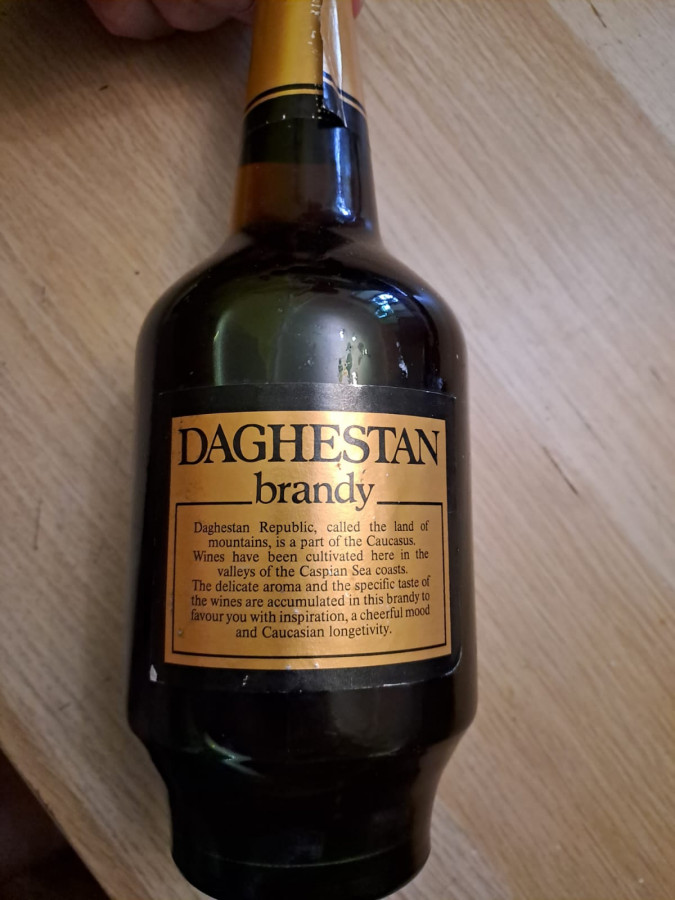 DAGHESTAN
brandy
Daghestan Republic, called the land of
mountains, is a part of the Caucasus.
Wines have been cultivated here in the
valleys of the Caspian Sea coasts.
The delicate aroma and the specific taste of
the wines are accumulated in this brandy to
favour you with inspiration, a cheerful mood
and Caucasian longetivity.